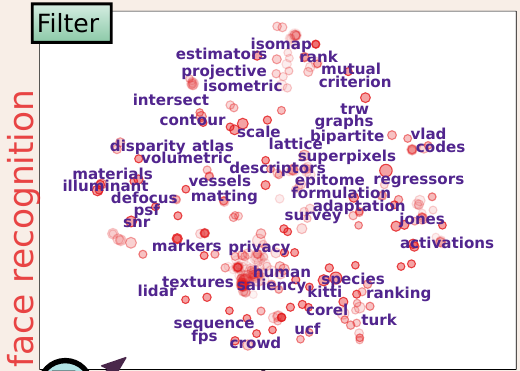 Filter
face recognition
isomap
estimators rank
projective mutual
isometric criterion
intersect
trw
contour graphs
scale bipartite vlad
disparity atlas lattice codes
volumetric superpixels
materials descriptors
illuminant vessels epitome regressors
defocus matting formulation
psf adaptation
snr survey jones
markers privacy activations
human
textures saliency species
lidar kitti ranking
corel
sequence turk
fps ucf
crowd